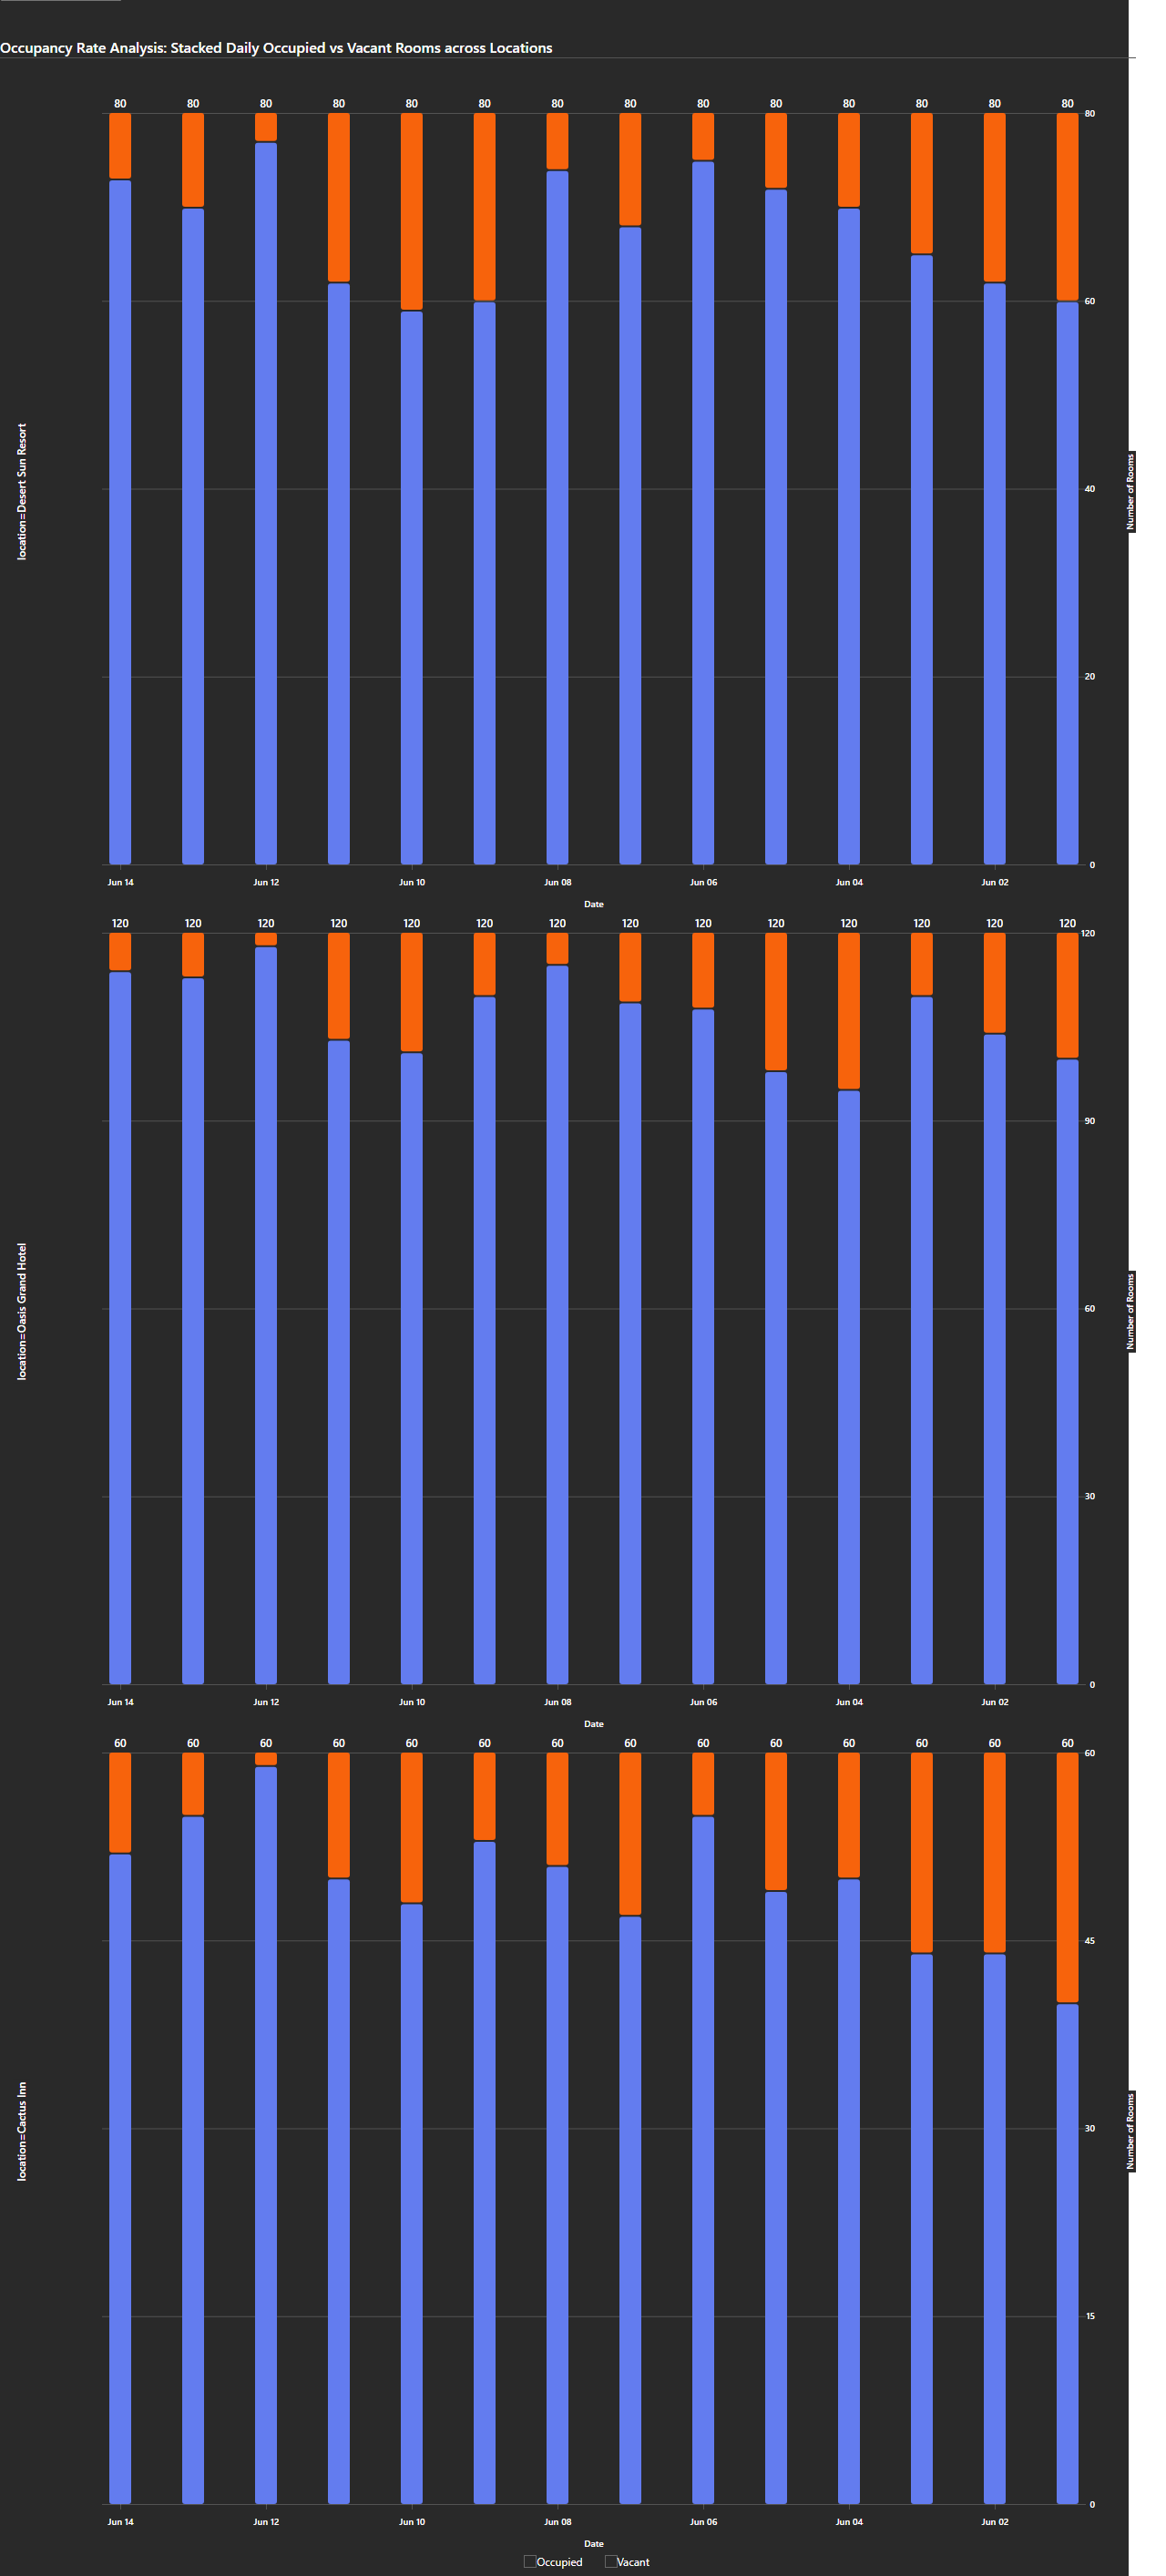 Occupancy Rate Analysis: Stacked Daily Occupied vs Vacant Rooms across Locations
80 80 80 80 80 80 80 80 80 80 80 80 80 80
80
60
40
20
0
location=Desert Sun Resort
Number of Rooms
Jun 14 Jun 12 Jun 10 Jun 08 Jun 06 Jun 04 Jun 02
Date
120 120 120 120 120 120 120 120 120 120 120 120 120 120
120
90
60
30
0
location=Oasis Grand Hotel
Number of Rooms
Jun 14 Jun 12 Jun 10 Jun 08 Jun 06 Jun 04 Jun 02
Date
60 60 60 60 60 60 60 60 60 60 60 60 60 60
60
45
30
15
0
location=Cactus Inn
Number of Rooms
Jun 14 Jun 12 Jun 10 Jun 08 Jun 06 Jun 04 Jun 02
Date
Occupied Vacant